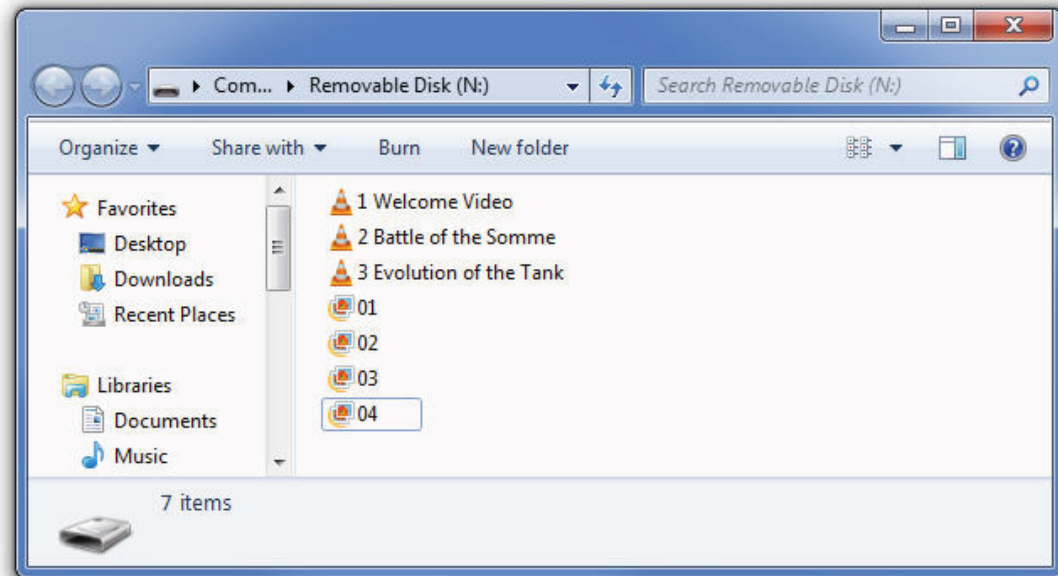 Com... Removable Disk (N:) Search Removable Disk (N:)
Organize Share with Burn New folder
Favorites
Desktop
Downloads
Recent Places
Libraries
Documents
Music
1 Welcome Video
2 Battle of the Somme
3 Evolution of the Tank
01
02
03
04
7 items